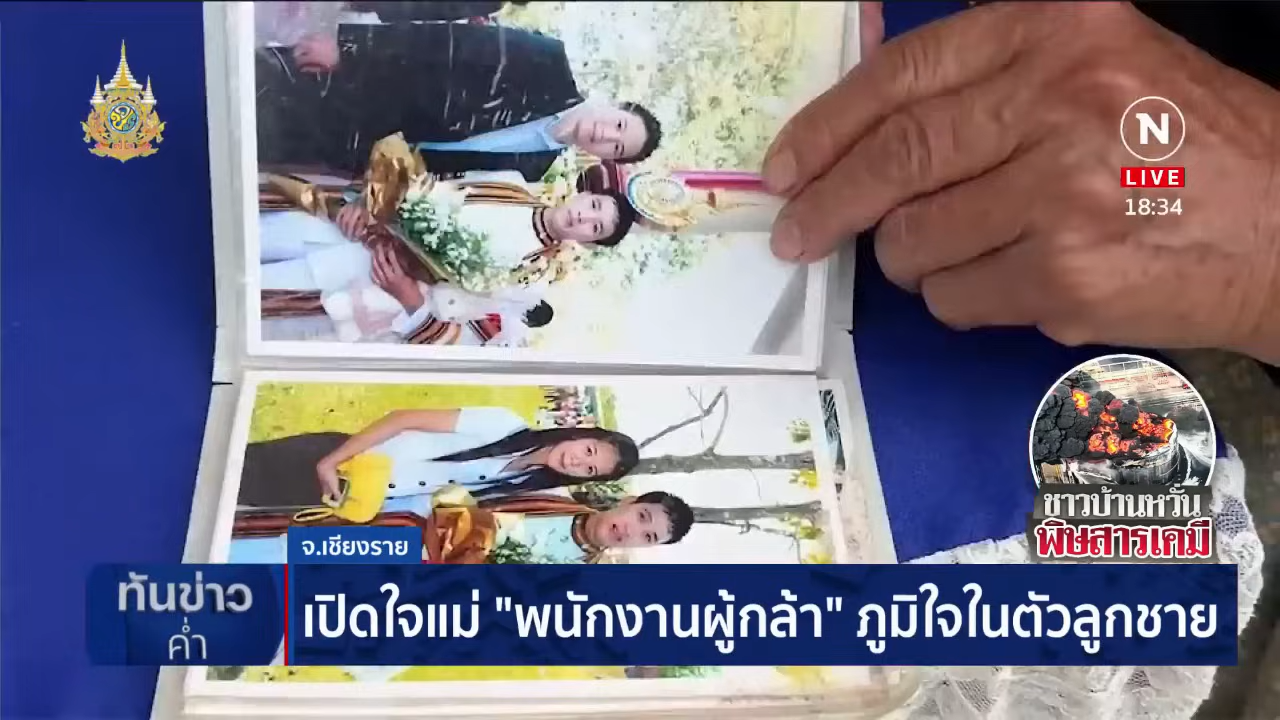 N
LIVE
18:34
ชาวบ้านหวั่น
พิษสารเคมี
จ.เชียงราย
ทันข่าว
ค่ำ
เปิดใจแม่ "พนักงานผู้กล้า" ภูมิใจในตัวลูกชาย